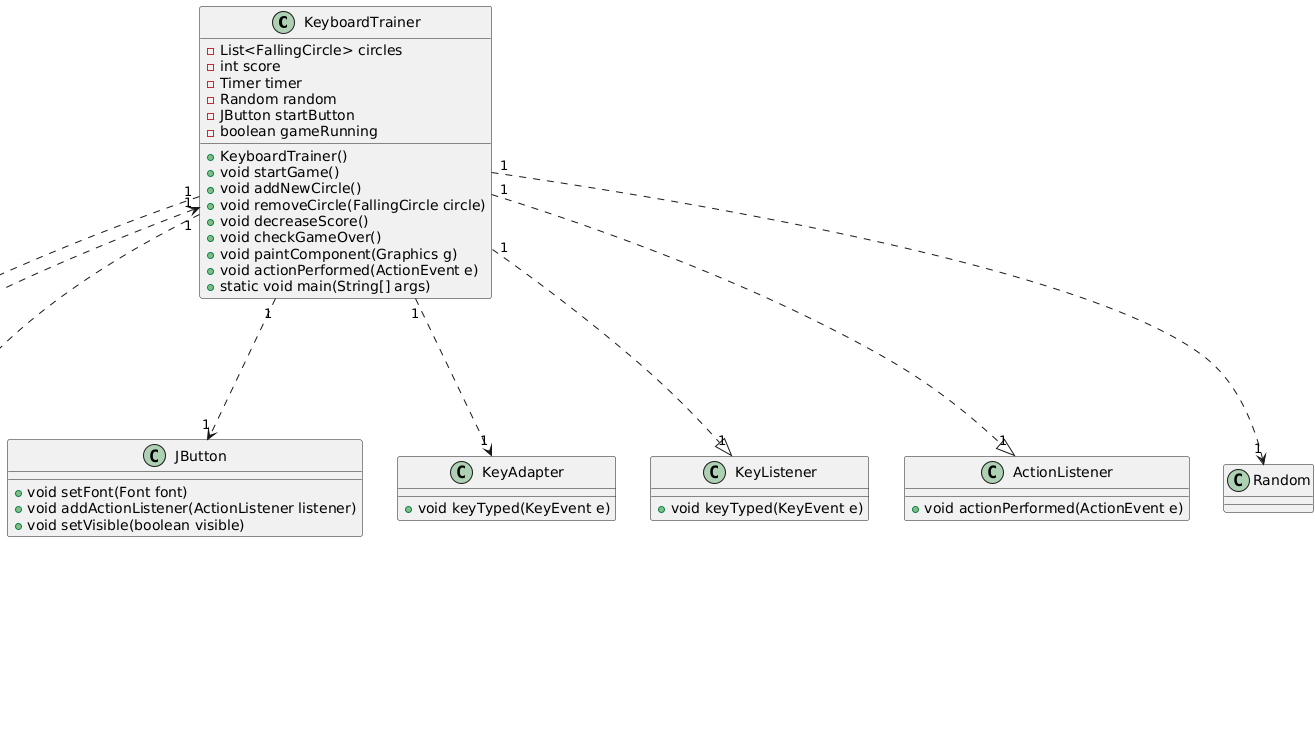 C KeyboardTrainer
List<FallingCircle> circles
int score
Timer timer
Random random
JButton startButton
boolean gameRunning
KeyboardTrainer()
void startGame()
void addNewCircle()
void removeCircle(FallingCircle circle)
void decreaseScore()
void checkGameOver()
void paintComponent(Graphics g)
void actionPerformed(ActionEvent e)
static void main(String[] args)
1
1
1
1
1
1
1
1
1
1
1
1
1
C JButton
void setFont(Font font)
void addActionListener(ActionListener listener)
void setVisible(boolean visible)
C KeyAdapter
void keyTyped(KeyEvent e)
C KeyListener
void keyTyped(KeyEvent e)
C ActionListener
void actionPerformed(ActionEvent e)
C Random